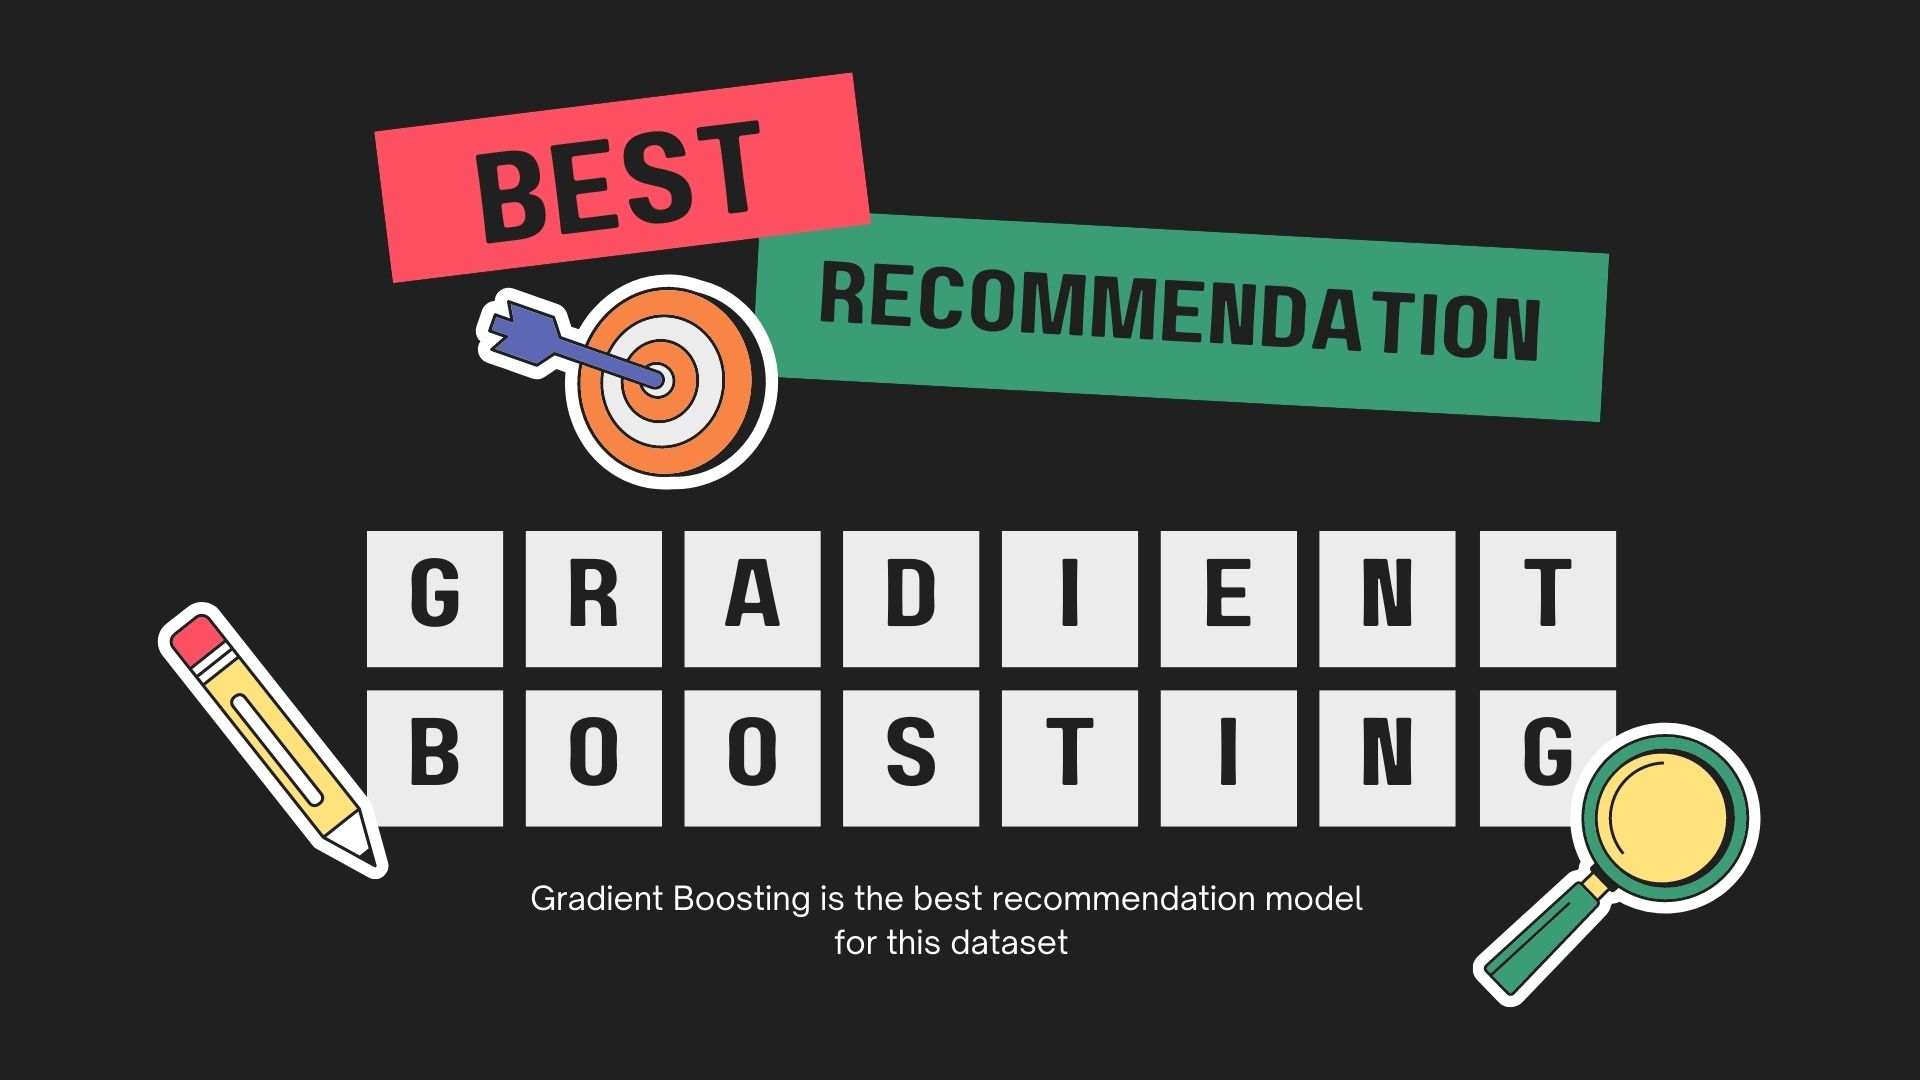 BEST
RECOMMENDATION
GRADIENT
BOOSTING
Gradient Boosting is the best recommendation model
for this dataset